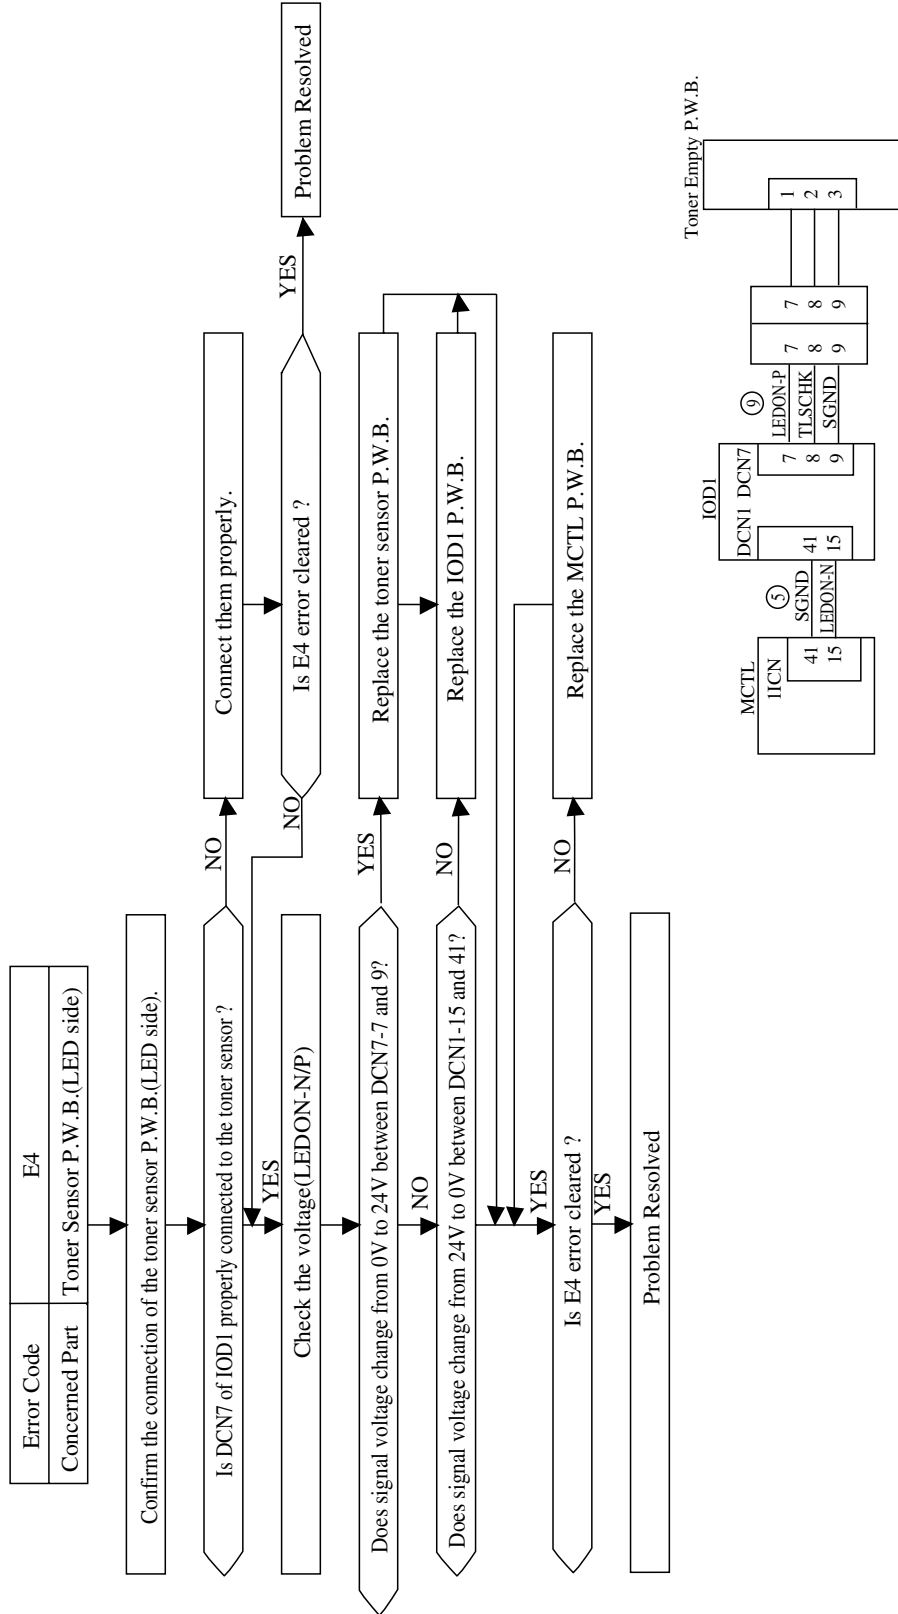 Error Code
E4
Concerned Part
Toner Sensor P.W.B.(LED side)
Confirm the connection of the toner sensor P.W.B.(LED side).
Is DCN7 of IOD1 properly connected to the toner sensor ?
NO
Connect them properly.
Is E4 error cleared ?
YES
Problem Resolved
NO
YES
Check the voltage(LEDON-N/P)
Does signal voltage change from 0V to 24V between DCN7-7 and 9?
YES
Replace the toner sensor P.W.B.
NO
Does signal voltage change from 24V to 0V between DCN1-15 and 41?
NO
Replace the IOD1 P.W.B.
YES
Is E4 error cleared ?
NO
Replace the MCTL P.W.B.
YES
Problem Resolved
MCTL
1ICN
41
15
5
SGND
LEDON-N
IOD1
DCN1 DCN7
41
15
7
8
9
9
LEDON-P
TLSCHK
SGND
7
8
9
7
8
9
Toner Empty P.W.B.
1
2
3